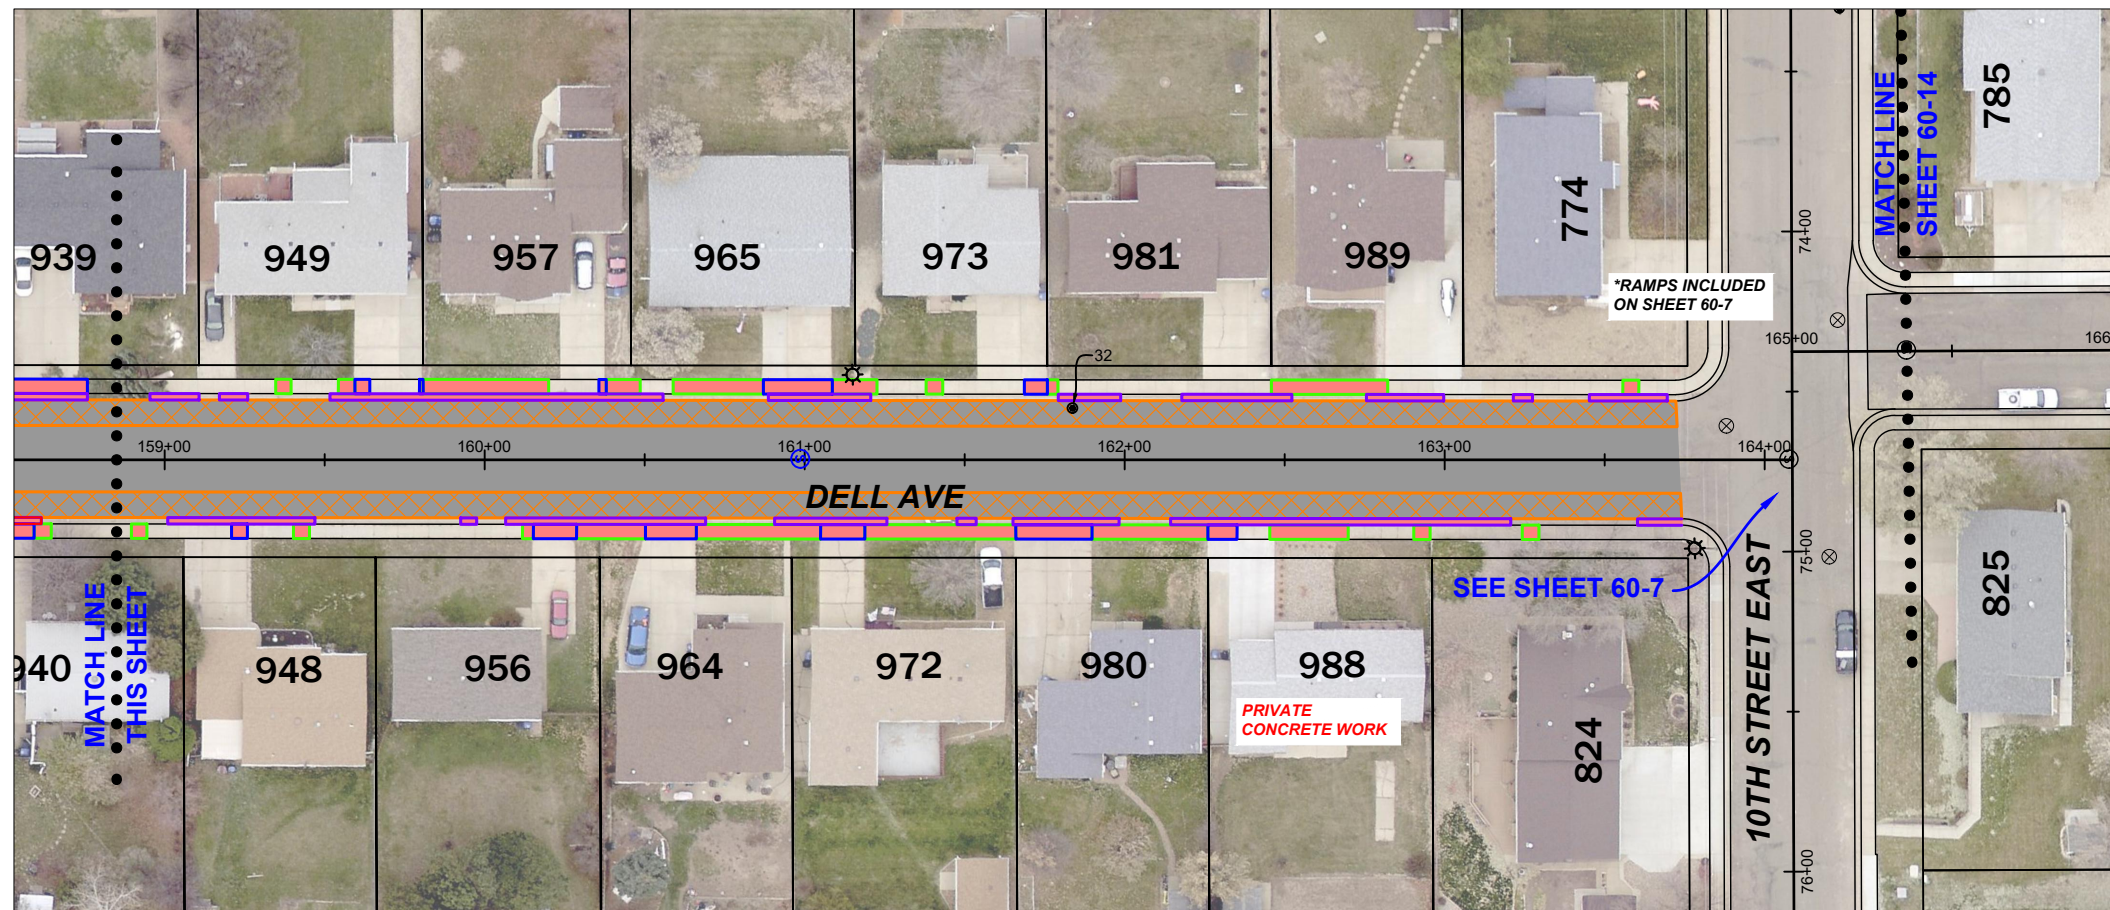 939
949
957
965
973
981
989
774
785
MATCH LINE
SHEET 60-14
*RAMPS INCLUDED
ON SHEET 60-7
74+00
165+00
166
32
159+00
160+00
161+00
162+00
163+00
164+00
S
S
DELL AVE
75+00
SEE SHEET 60-7
10TH STREET EAST
MATCH LINE
THIS SHEET
940
948
956
964
972
980
988
824
825
PRIVATE
CONCRETE WORK
76+00